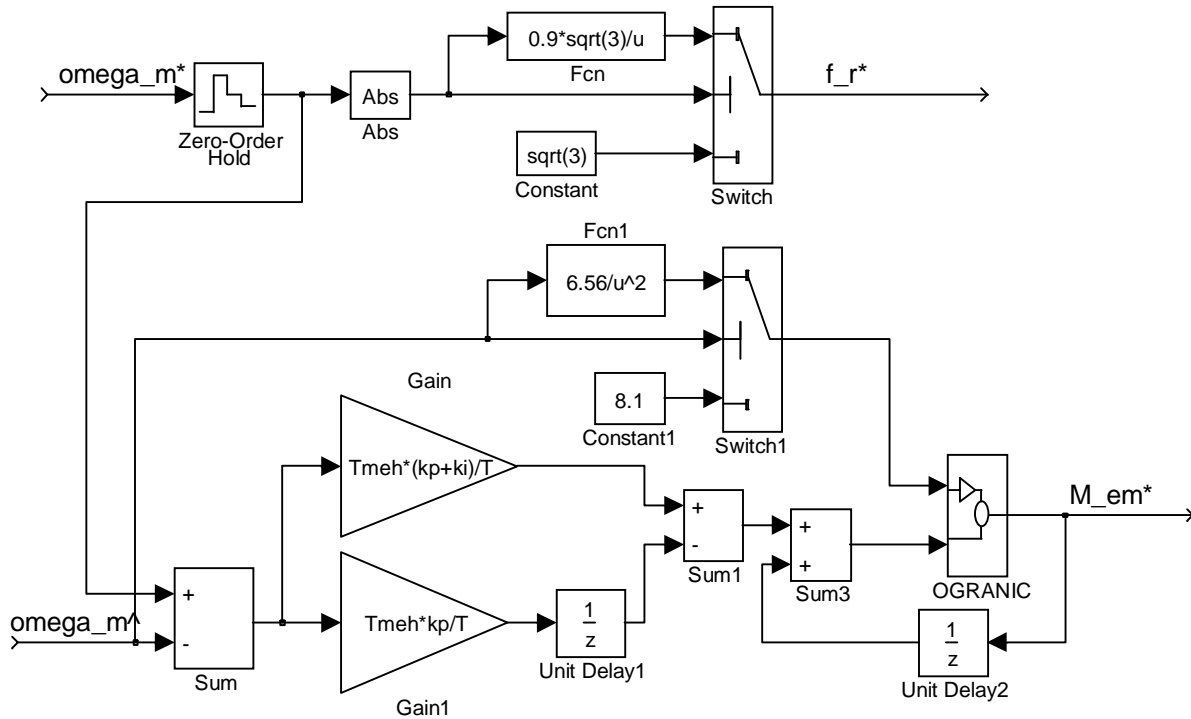 0.9*sqrt(3)/u
Fcn
omega_m*
f_r*
Abs
Abs
Zero-Order
Hold
sqrt(3)
Constant
Switch
Fcn1
6.56/u^2
Gain
8.1
Constant1
Switch1
Tmeh*(kp+ki)/T
M_em*
+
-
Sum1
+
+
Sum3
OGRANIC
+
-
omega_m^
Sum
Tmeh*kp/T
1
z
Unit Delay1
1
z
Unit Delay2
Gain1